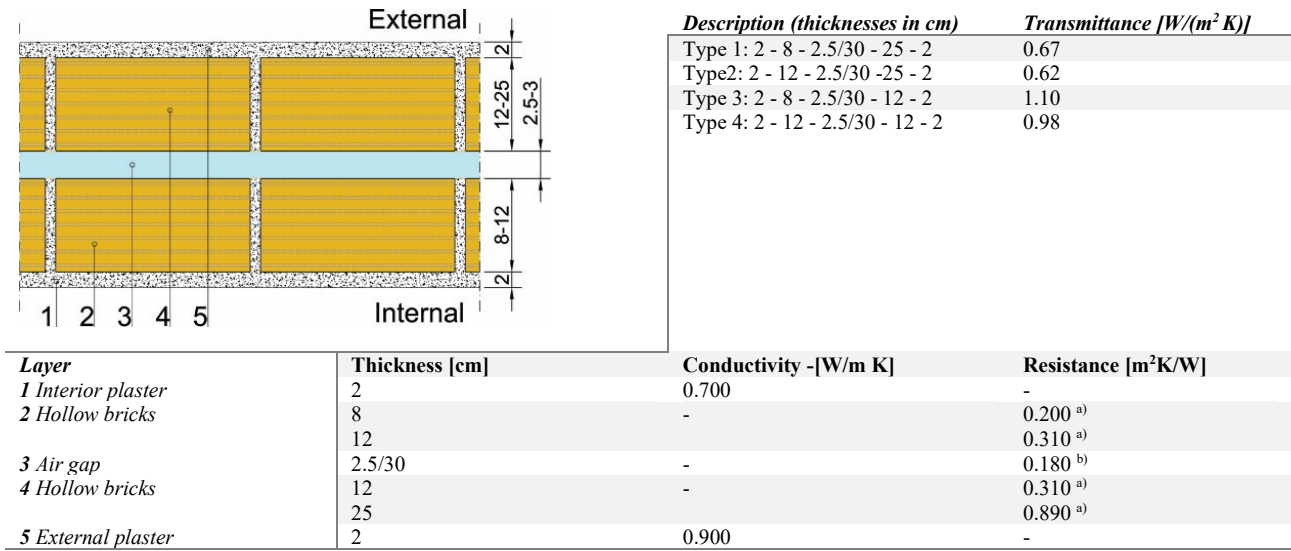 External
2
12-25
2.5-3
8-12
2
1 2 3 4 5
Internal
Description (thicknesses in cm) Transmittance [W/(m² K)]
Type 1: 2 - 8 - 2.5/30 - 25 - 2 0.67
Type2: 2 - 12 - 2.5/30 -25 - 2 0.62
Type 3: 2 - 8 - 2.5/30 - 12 - 2 1.10
Type 4: 2 - 12 - 2.5/30 - 12 - 2 0.98
Layer Thickness [cm] Conductivity -[W/m K] Resistance [m²K/W]
1 Interior plaster 2 0.700 -
2 Hollow bricks 8 - 0.200 a)
12 0.310 a)
3 Air gap 2.5/30 - 0.180 b)
4 Hollow bricks 12 - 0.310 a)
25 0.890 a)
5 External plaster 2 0.900 -